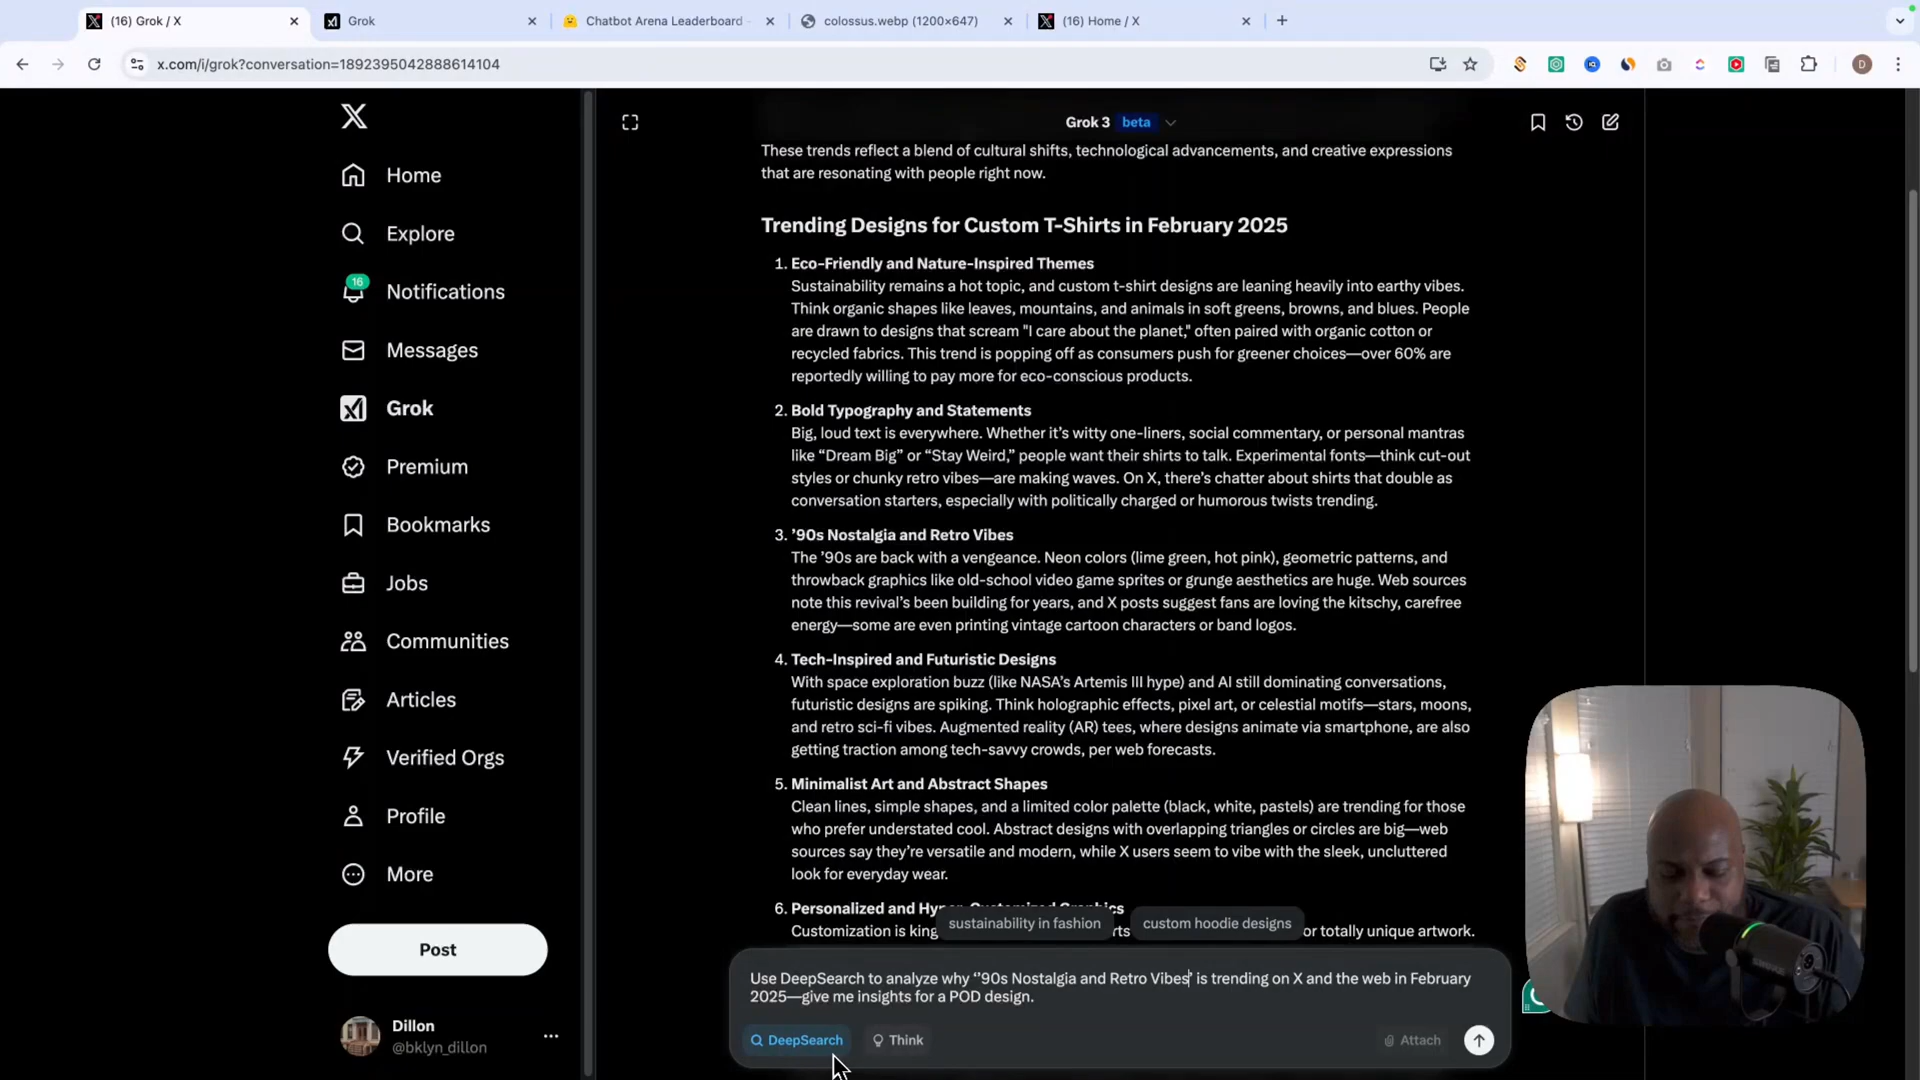 (16) Grok / X
Grok
Chatbot Arena Leaderboard -
colossus.webp (1200×647)
(16) Home / X
x.com/i/grok?conversation=1892395042888614104
D
Home
Explore
16
Notifications
Messages
Grok
Premium
Bookmarks
Jobs
Communities
Articles
Verified Orgs
Profile
More
Post
Dillon
@bklyn_dillon
Grok 3 beta
These trends reflect a blend of cultural shifts, technological advancements, and creative expressions
that are resonating with people right now.
Trending Designs for Custom T-Shirts in February 2025
1. Eco-Friendly and Nature-Inspired Themes
Sustainability remains a hot topic, and custom t-shirt designs are leaning heavily into earthy vibes.
Think organic shapes like leaves, mountains, and animals in soft greens, browns, and blues. People
are drawn to designs that scream "I care about the planet," often paired with organic cotton or
recycled fabrics. This trend is popping off as consumers push for greener choices—over 60% are
reportedly willing to pay more for eco-conscious products.
2. Bold Typography and Statements
Big, loud text is everywhere. Whether it's witty one-liners, social commentary, or personal mantras
like “Dream Big” or “Stay Weird,” people want their shirts to talk. Experimental fonts—think cut-out
styles or chunky retro vibes—are making waves. On X, there's chatter about shirts that double as
conversation starters, especially with politically charged or humorous twists trending.
3. ’90s Nostalgia and Retro Vibes
The ’90s are back with a vengeance. Neon colors (lime green, hot pink), geometric patterns, and
throwback graphics like old-school video game sprites or grunge aesthetics are huge. Web sources
note this revival’s been building for years, and X posts suggest fans are loving the kitschy, carefree
energy—some are even printing vintage cartoon characters or band logos.
4. Tech-Inspired and Futuristic Designs
With space exploration buzz (like NASA’s Artemis III hype) and AI still dominating conversations,
futuristic designs are spiking. Think holographic effects, pixel art, or celestial motifs—stars, moons,
and retro sci-fi vibes. Augmented reality (AR) tees, where designs animate via smartphone, are also
getting traction among tech-savvy crowds, per web forecasts.
5. Minimalist Art and Abstract Shapes
Clean lines, simple shapes, and a limited color palette (black, white, pastels) are trending for those
who prefer understated cool. Abstract designs with overlapping triangles or circles are big—web
sources say they’re versatile and modern, while X users seem to vibe with the sleek, uncluttered
look for everyday wear.
6. Personalized and
Customization is king or totally unique artwork.
sustainability in fashion
custom hoodie designs
Use DeepSearch to analyze why ‘’90s Nostalgia and Retro Vibes’ is trending on X and the web in February
2025—give me insights for a POD design.
DeepSearch
Think
Attach